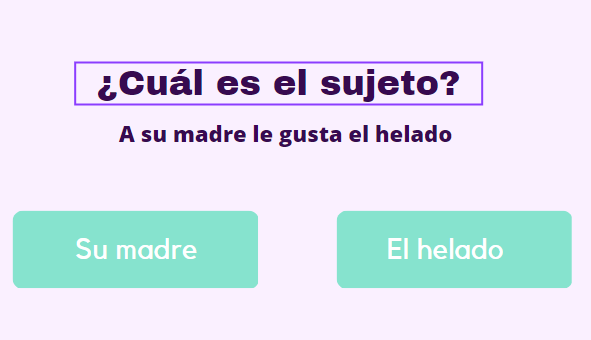 ¿Cuál es el sujeto?
A su madre le gusta el helado
Su madre
El helado